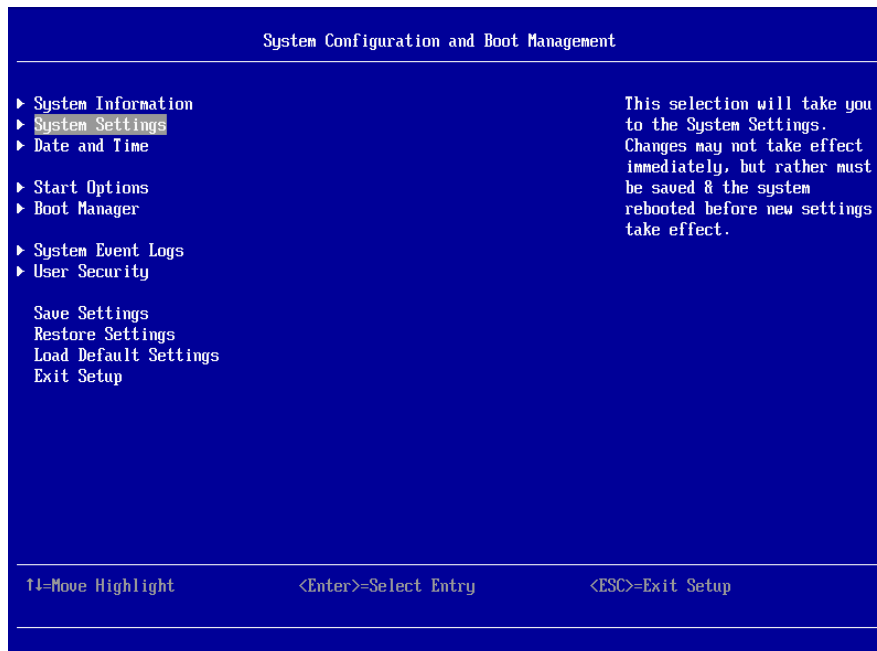 System Configuration and Boot Management
▶ System Information
▶ System Settings
▶ Date and Time
▶ Start Options
▶ Boot Manager
▶ System Event Logs
▶ User Security
Save Settings
Restore Settings
Load Default Settings
Exit Setup
This selection will take you
to the System Settings.
Changes may not take effect
immediately, but rather must
be saved & the system
rebooted before new settings
take effect.
↑↓=Move Highlight <Enter>=Select Entry <ESC>=Exit Setup